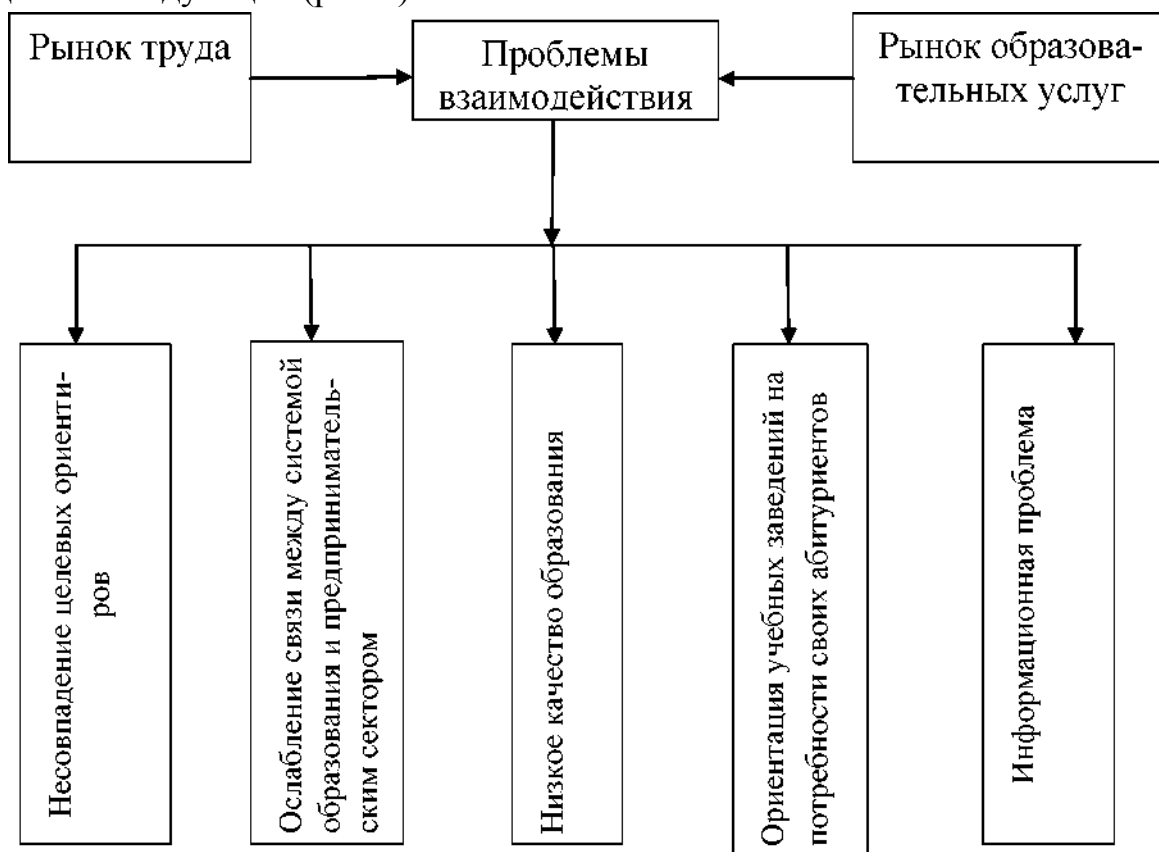 Рынок труда
Проблемы
взаимодействия
Рынок образова-
тельных услуг
Несовпадение целевых ориенти-
ров
Ослабление связи между системой
образования и предприниматель-
ским сектором
Низкое качество образования
Ориентация учебных заведений на
потребности своих абитуриентов
Информационная проблема